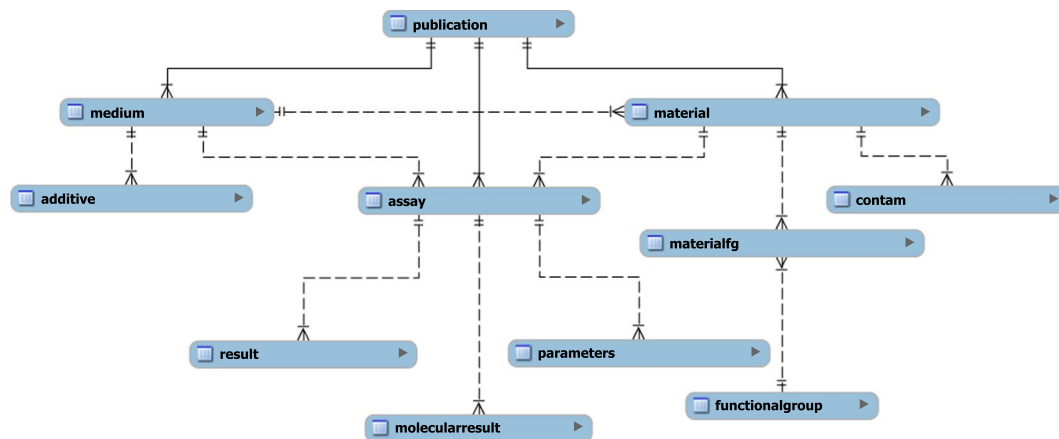 publication
medium
material
additive
assay
contam
materialfg
result
parameters
functionalgroup
molecularresult